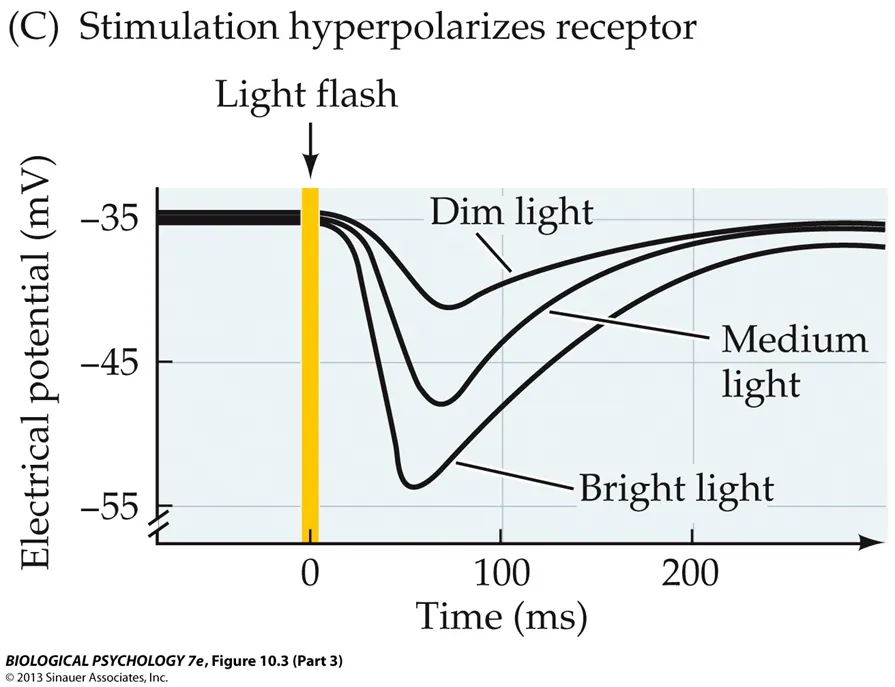 (C) Stimulation hyperpolarizes receptor
Light flash
Electrical potential (mV)
–35
–45
–55
Dim light
Medium
light
Bright light
0 100 200
Time (ms)
BIOLOGICAL PSYCHOLOGY 7e, Figure 10.3 (Part 3)
© 2013 Sinauer Associates, Inc.